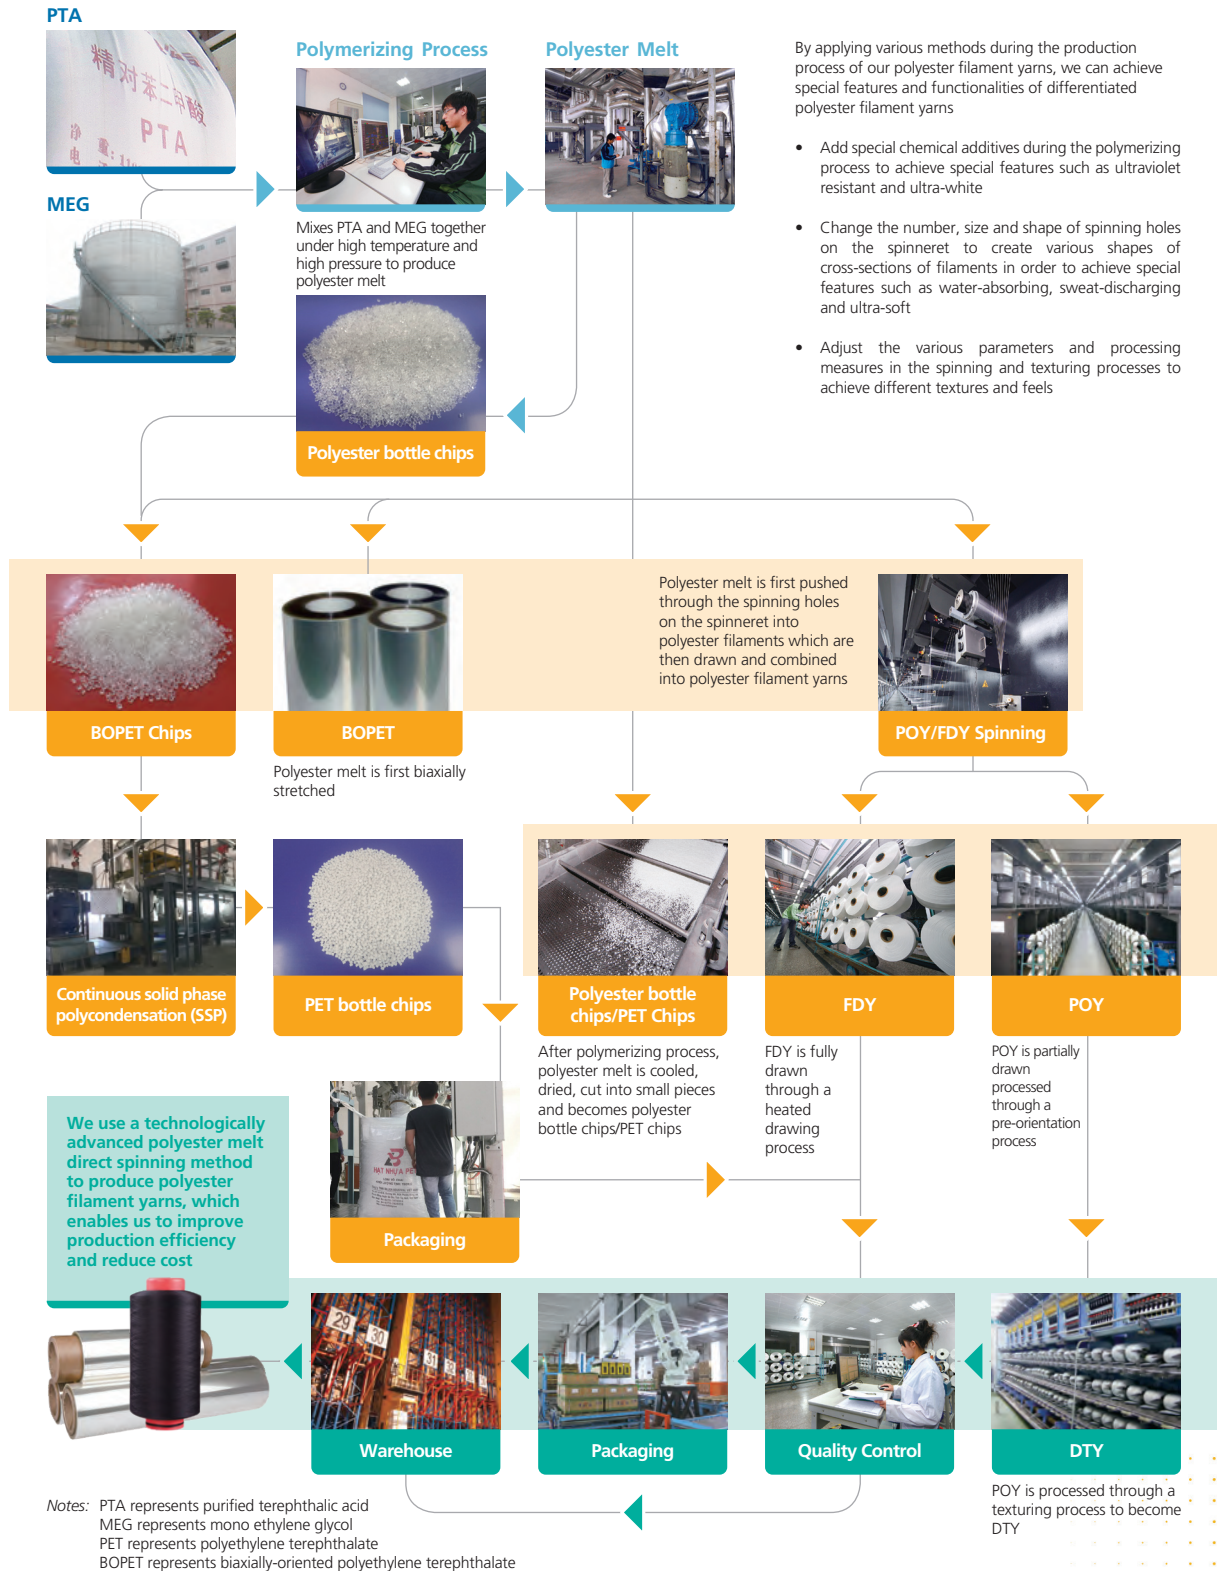 PTA
精对苯二甲酸
PTA
净 重:
电
MEG
Polymerizing Process
Mixes PTA and MEG together
under high temperature and
high pressure to produce
polyester melt
Polyester Melt
By applying various methods during the production
process of our polyester filament yarns, we can achieve
special features and functionalities of differentiated
polyester filament yarns
• Add special chemical additives during the polymerizing
process to achieve special features such as ultraviolet
resistant and ultra-white
• Change the number, size and shape of spinning holes
on the spinneret to create various shapes of
cross-sections of filaments in order to achieve special
features such as water-absorbing, sweat-discharging
and ultra-soft
• Adjust the various parameters and processing
measures in the spinning and texturing processes to
achieve different textures and feels
Polyester bottle chips
BOPET Chips
BOPET
Polyester melt is first biaxially
stretched
Polyester melt is first pushed
through the spinning holes
on the spinneret into
polyester filaments which are
then drawn and combined
into polyester filament yarns
POY/FDY Spinning
Continuous solid phase
polycondensation (SSP)
PET bottle chips
Polyester bottle
chips/PET Chips
After polymerizing process,
polyester melt is cooled,
dried, cut into small pieces
and becomes polyester
bottle chips/PET chips
FDY
FDY is fully
drawn
through a
heated
drawing
process
POY
POY is partially
drawn
processed
through a
pre-orientation
process
HẠT NHỰA PE
Packaging
We use a technologically
advanced polyester melt
direct spinning method
to produce polyester
filament yarns, which
enables us to improve
production efficiency
and reduce cost
29
30
31
32
Warehouse
Packaging
Quality Control
DTY
POY is processed through a
texturing process to become
DTY
Notes: PTA represents purified terephthalic acid
MEG represents mono ethylene glycol
PET represents polyethylene terephthalate
BOPET represents biaxially-oriented polyethylene terephthalate